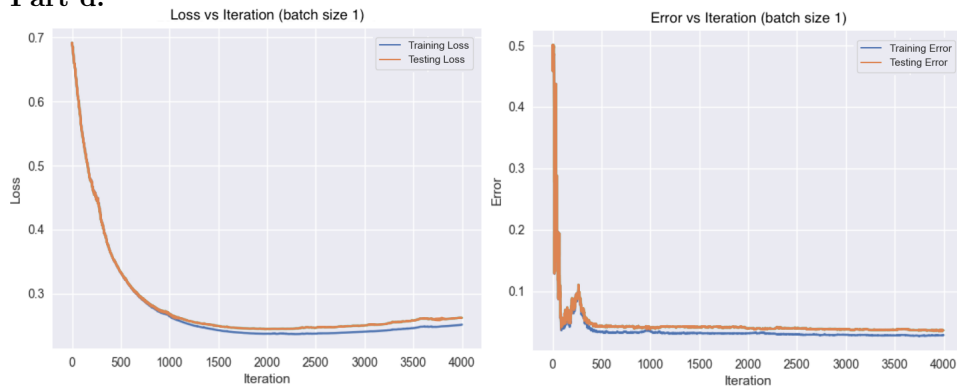 Part d.
Loss vs Iteration (batch size 1)
0.7
0.6
0.5
0.4
0.3
Loss
0
500
1000
1500
2000
2500
3000
3500
4000
Iteration
Training Loss
Testing Loss
Error vs Iteration (batch size 1)
0.5
0.4
0.3
0.2
0.1
Error
0
500
1000
1500
2000
2500
3000
3500
4000
Iteration
Training Error
Testing Error